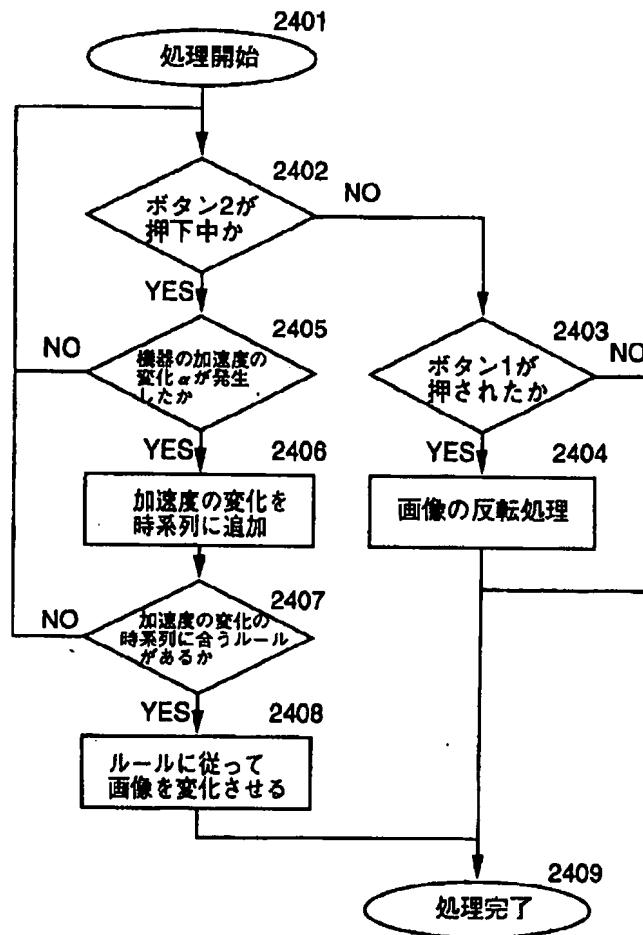 2401
処理開始
2402
ボタン2が
押下中か
NO
YES
2405
機器の加速度の
変化αが発生
したか
NO
YES
2403
ボタン1が
押されたか
NO
YES
2406
加速度の変化を
時系列に追加
2404
画像の反転処理
2407
加速度の変化の
時系列に合うルール
があるか
NO
YES
2408
ルールに従って
画像を変化させる
2409
処理完了